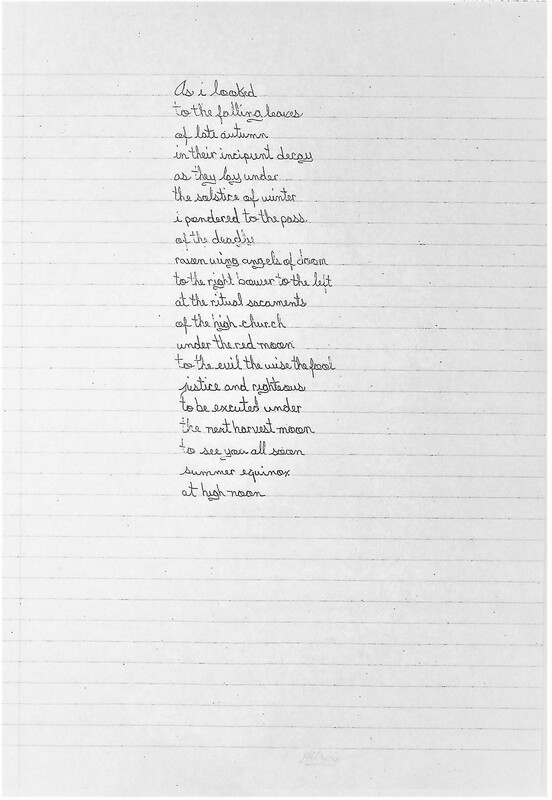 As i looked
to the falling leaves
of late autumn
in their incipient decay
as they lay under
the solstice of winter
i pondered to the pass
of the deadly
raven wing angels of doom
to the right bower to the left
at the ritual sacaments
of the high church
under the red moon
to the evil the wise the fool
justice and righteous
to be excuted under
the next harvest moon
to see you all soon
summer equinox
at high noon